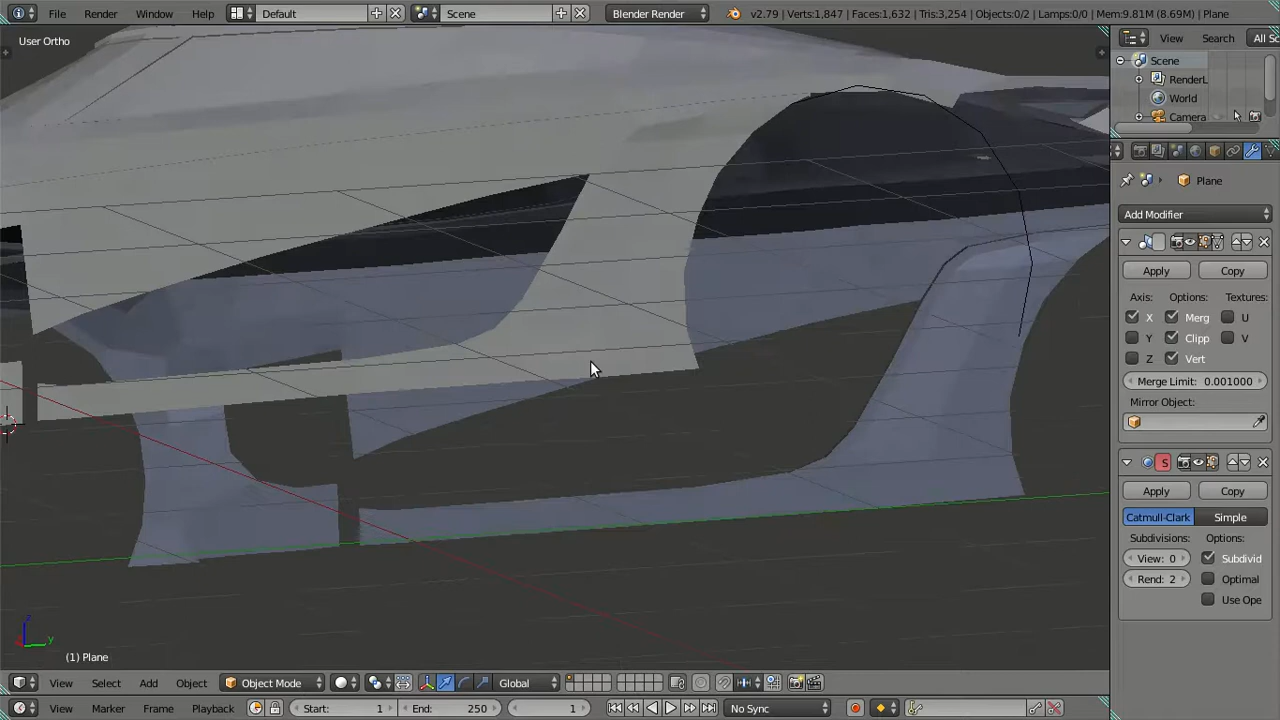 File Render Window Help Default Scene Blender Render v2.79 | Verts:1,847 | Faces:1,632 | Tris:3,254 | Objects:0/2 | Lamps:0/0 | Mem:9.81M (8.69M) | Plane
User Ortho
View Search All Sc
Scene
RenderL
World
Camera
Plane
Add Modifier
Apply Copy
Axis: Options: Textures:
X Merg U
Y Clipp V
Z Vert
Merge Limit: 0.001000
Mirror Object:
S
Apply Copy
Catmull-Clark Simple
Subdivisions: Options:
View: 0 Subdivid
Rend: 2 Optimal
Use Ope
z
y
(1) Plane
View Select Add Object Object Mode Global
View Marker Frame Playback Start: 1 End: 250 1 No Sync